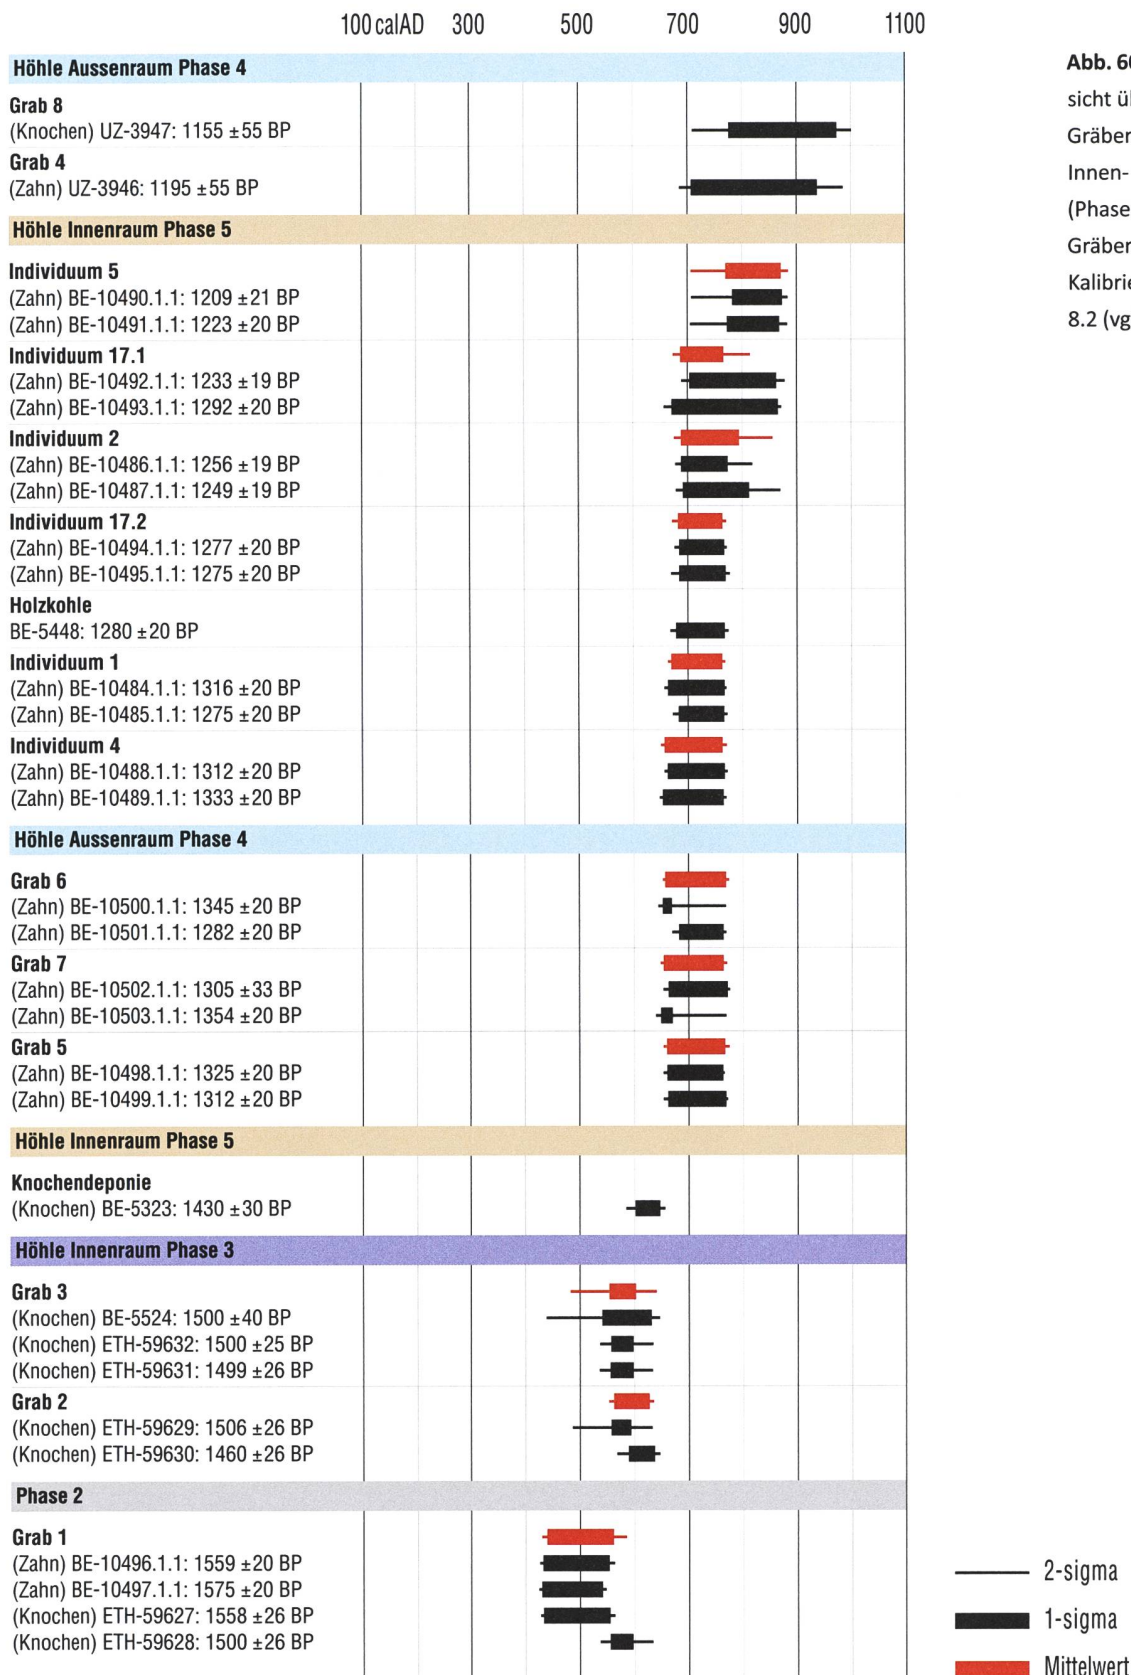 100 calAD 300 500 700 900 1100
Höhle Aussenraum Phase 4
Grab 8
(Knochen) UZ-3947: 1155 ±55 BP
Grab 4
(Zahn) UZ-3946: 1195 ±55 BP
Höhle Innenraum Phase 5
Individuum 5
(Zahn) BE-10490.1.1: 1209 ±21 BP
(Zahn) BE-10491.1.1: 1223 ±20 BP
Individuum 17.1
(Zahn) BE-10492.1.1: 1233 ±19 BP
(Zahn) BE-10493.1.1: 1292 ±20 BP
Individuum 2
(Zahn) BE-10486.1.1: 1256 ±19 BP
(Zahn) BE-10487.1.1: 1249 ±19 BP
Individuum 17.2
(Zahn) BE-10494.1.1: 1277 ±20 BP
(Zahn) BE-10495.1.1: 1275 ±20 BP
Holzkohle
BE-5448: 1280 ±20 BP
Individuum 1
(Zahn) BE-10484.1.1: 1316 ±20 BP
(Zahn) BE-10485.1.1: 1275 ±20 BP
Individuum 4
(Zahn) BE-10488.1.1: 1312 ±20 BP
(Zahn) BE-10489.1.1: 1333 ±20 BP
Höhle Aussenraum Phase 4
Grab 6
(Zahn) BE-10500.1.1: 1345 ±20 BP
(Zahn) BE-10501.1.1: 1282 ±20 BP
Grab 7
(Zahn) BE-10502.1.1: 1305 ±33 BP
(Zahn) BE-10503.1.1: 1354 ±20 BP
Grab 5
(Zahn) BE-10498.1.1: 1325 ±20 BP
(Zahn) BE-10499.1.1: 1312 ±20 BP
Höhle Innenraum Phase 5
Knochendeponie
(Knochen) BE-5323: 1430 ±30 BP
Höhle Innenraum Phase 3
Grab 3
(Knochen) BE-5524: 1500 ±40 BP
(Knochen) ETH-59632: 1500 ±25 BP
(Knochen) ETH-59631: 1499 ±26 BP
Grab 2
(Knochen) ETH-59629: 1506 ±26 BP
(Knochen) ETH-59630: 1460 ±26 BP
Phase 2
Grab 1
(Zahn) BE-10496.1.1: 1559 ±20 BP
(Zahn) BE-10497.1.1: 1575 ±20 BP
(Knochen) ETH-59627: 1558 ±26 BP
(Knochen) ETH-59628: 1500 ±26 BP
2-sigma
1-sigma
Mittelwert
Abb. 6
sicht ü
Gräber
Innen-
(Phase
Gräber
Kalibrie
8.2 (vg